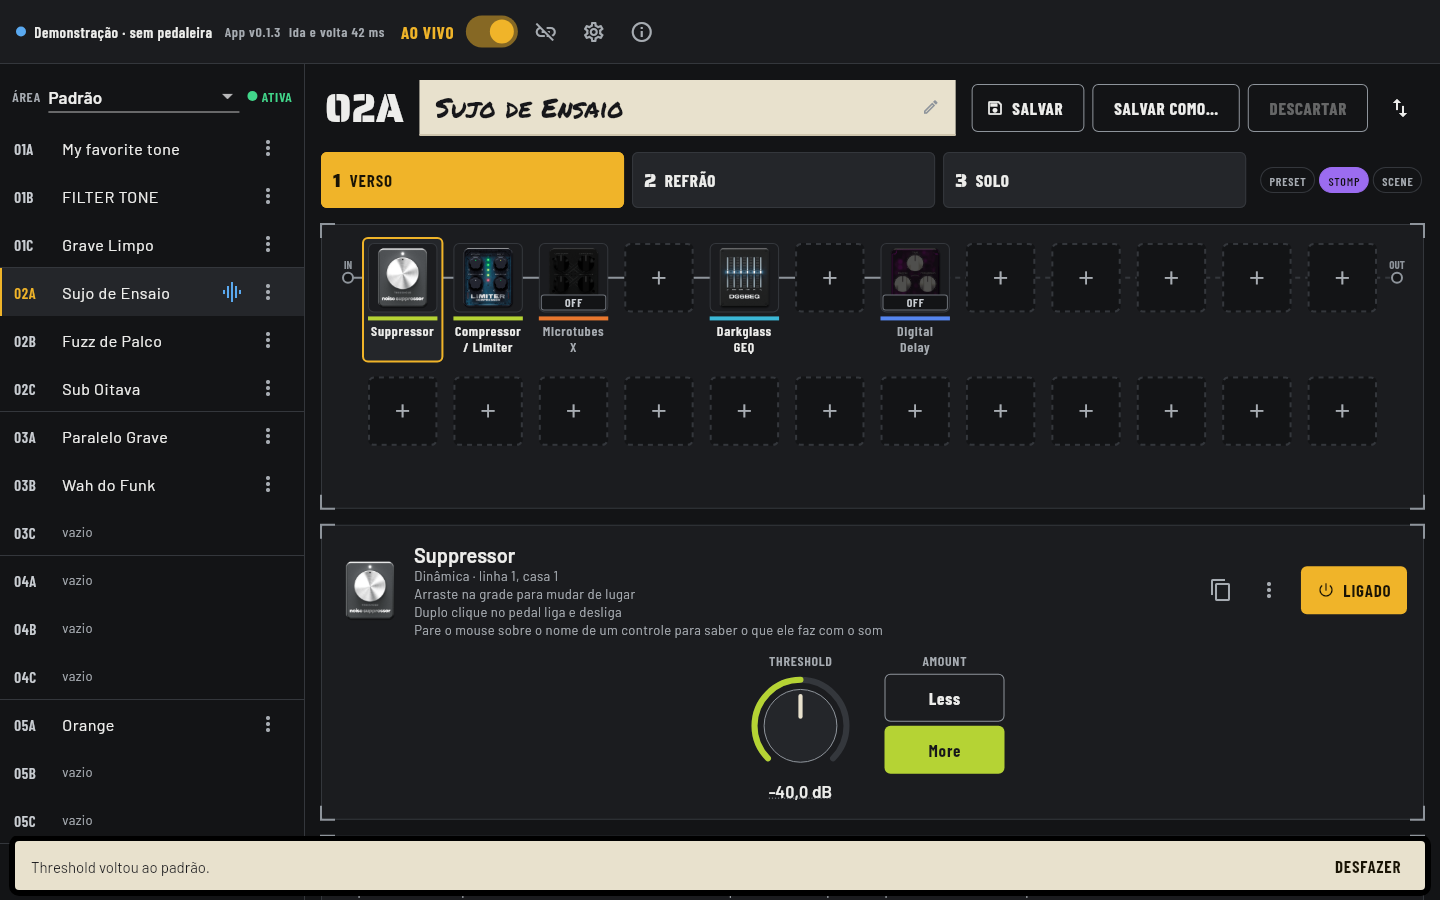 Demonstração · sem pedaleira App v0.1.3 Ida e volta 42 ms AO VIVO
ÁREA Padrão ATIVA
01A My favorite tone
01B FILTER TONE
01C Grave Limpo
02A Sujo de Ensaio
02B Fuzz de Palco
02C Sub Oitava
03A Paralelo Grave
03B Wah do Funk
03C vazio
04A vazio
04B vazio
04C vazio
05A Orange
05B vazio
05C vazio
02A Sujo de Ensaio SALVAR SALVAR COMO... DESCARTAR
1 VERSO 2 REFRÃO 3 SOLO PRESET STOMP SCENE
IN OUT
noise suppressor LIMITER OFF DG6BEQ OFF
Suppressor
Compressor
/ Limiter
Microtubes
X
Darkglass
GEQ
Digital
Delay
Suppressor
Dinâmica · linha 1, casa 1
Arraste na grade para mudar de lugar
Duplo clique no pedal liga e desliga
Pare o mouse sobre o nome de um controle para saber o que ele faz com o som
noise suppressor
LIGADO
THRESHOLD AMOUNT
Less
More
-40,0 dB
Threshold voltou ao padrão. DESFAZER